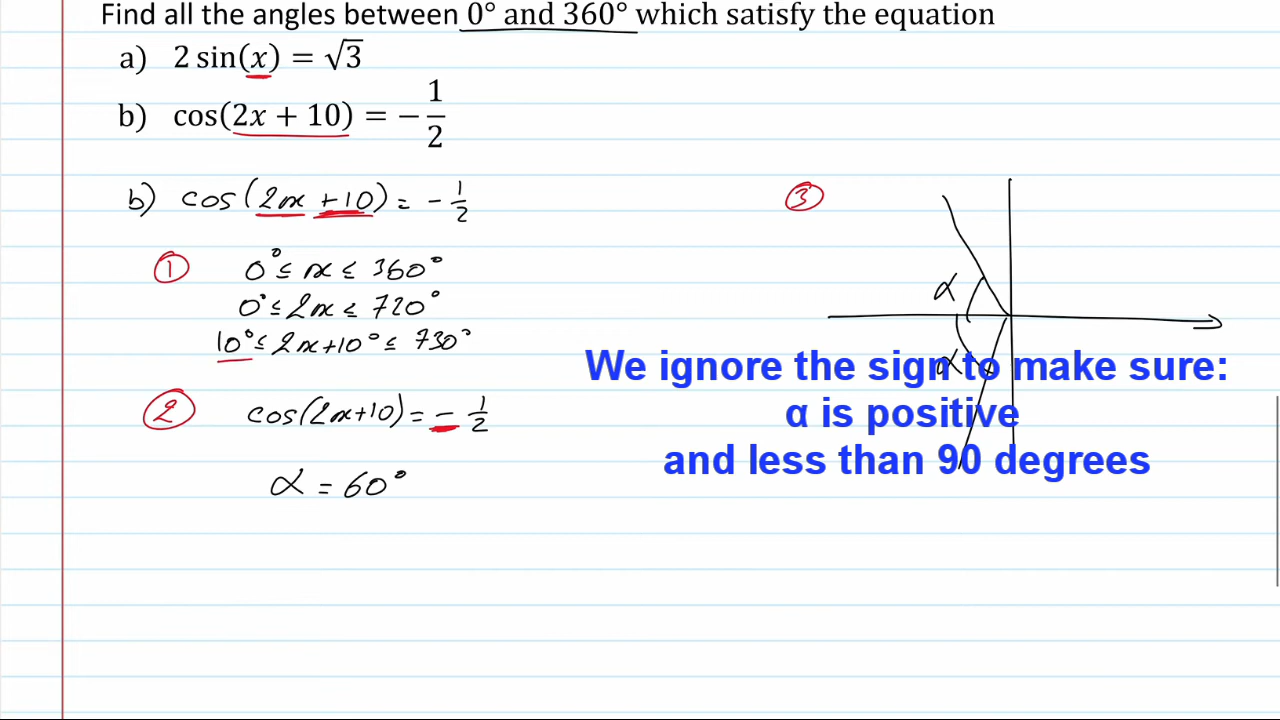 Find all the angles between 0° and 360° which satisfy the equation
a) 2 sin(x) = √3
b) cos(2x + 10) = − 1/2
b) cos(2x +10) = − 1/2
① 0° ≤ x ≤ 360°
0° ≤ 2x ≤ 720°
10° ≤ 2x+10° ≤ 730°
② cos(2x+10) = − 1/2
α = 60°
③
α
α
We ignore the sign to make sure:
α is positive
and less than 90 degrees